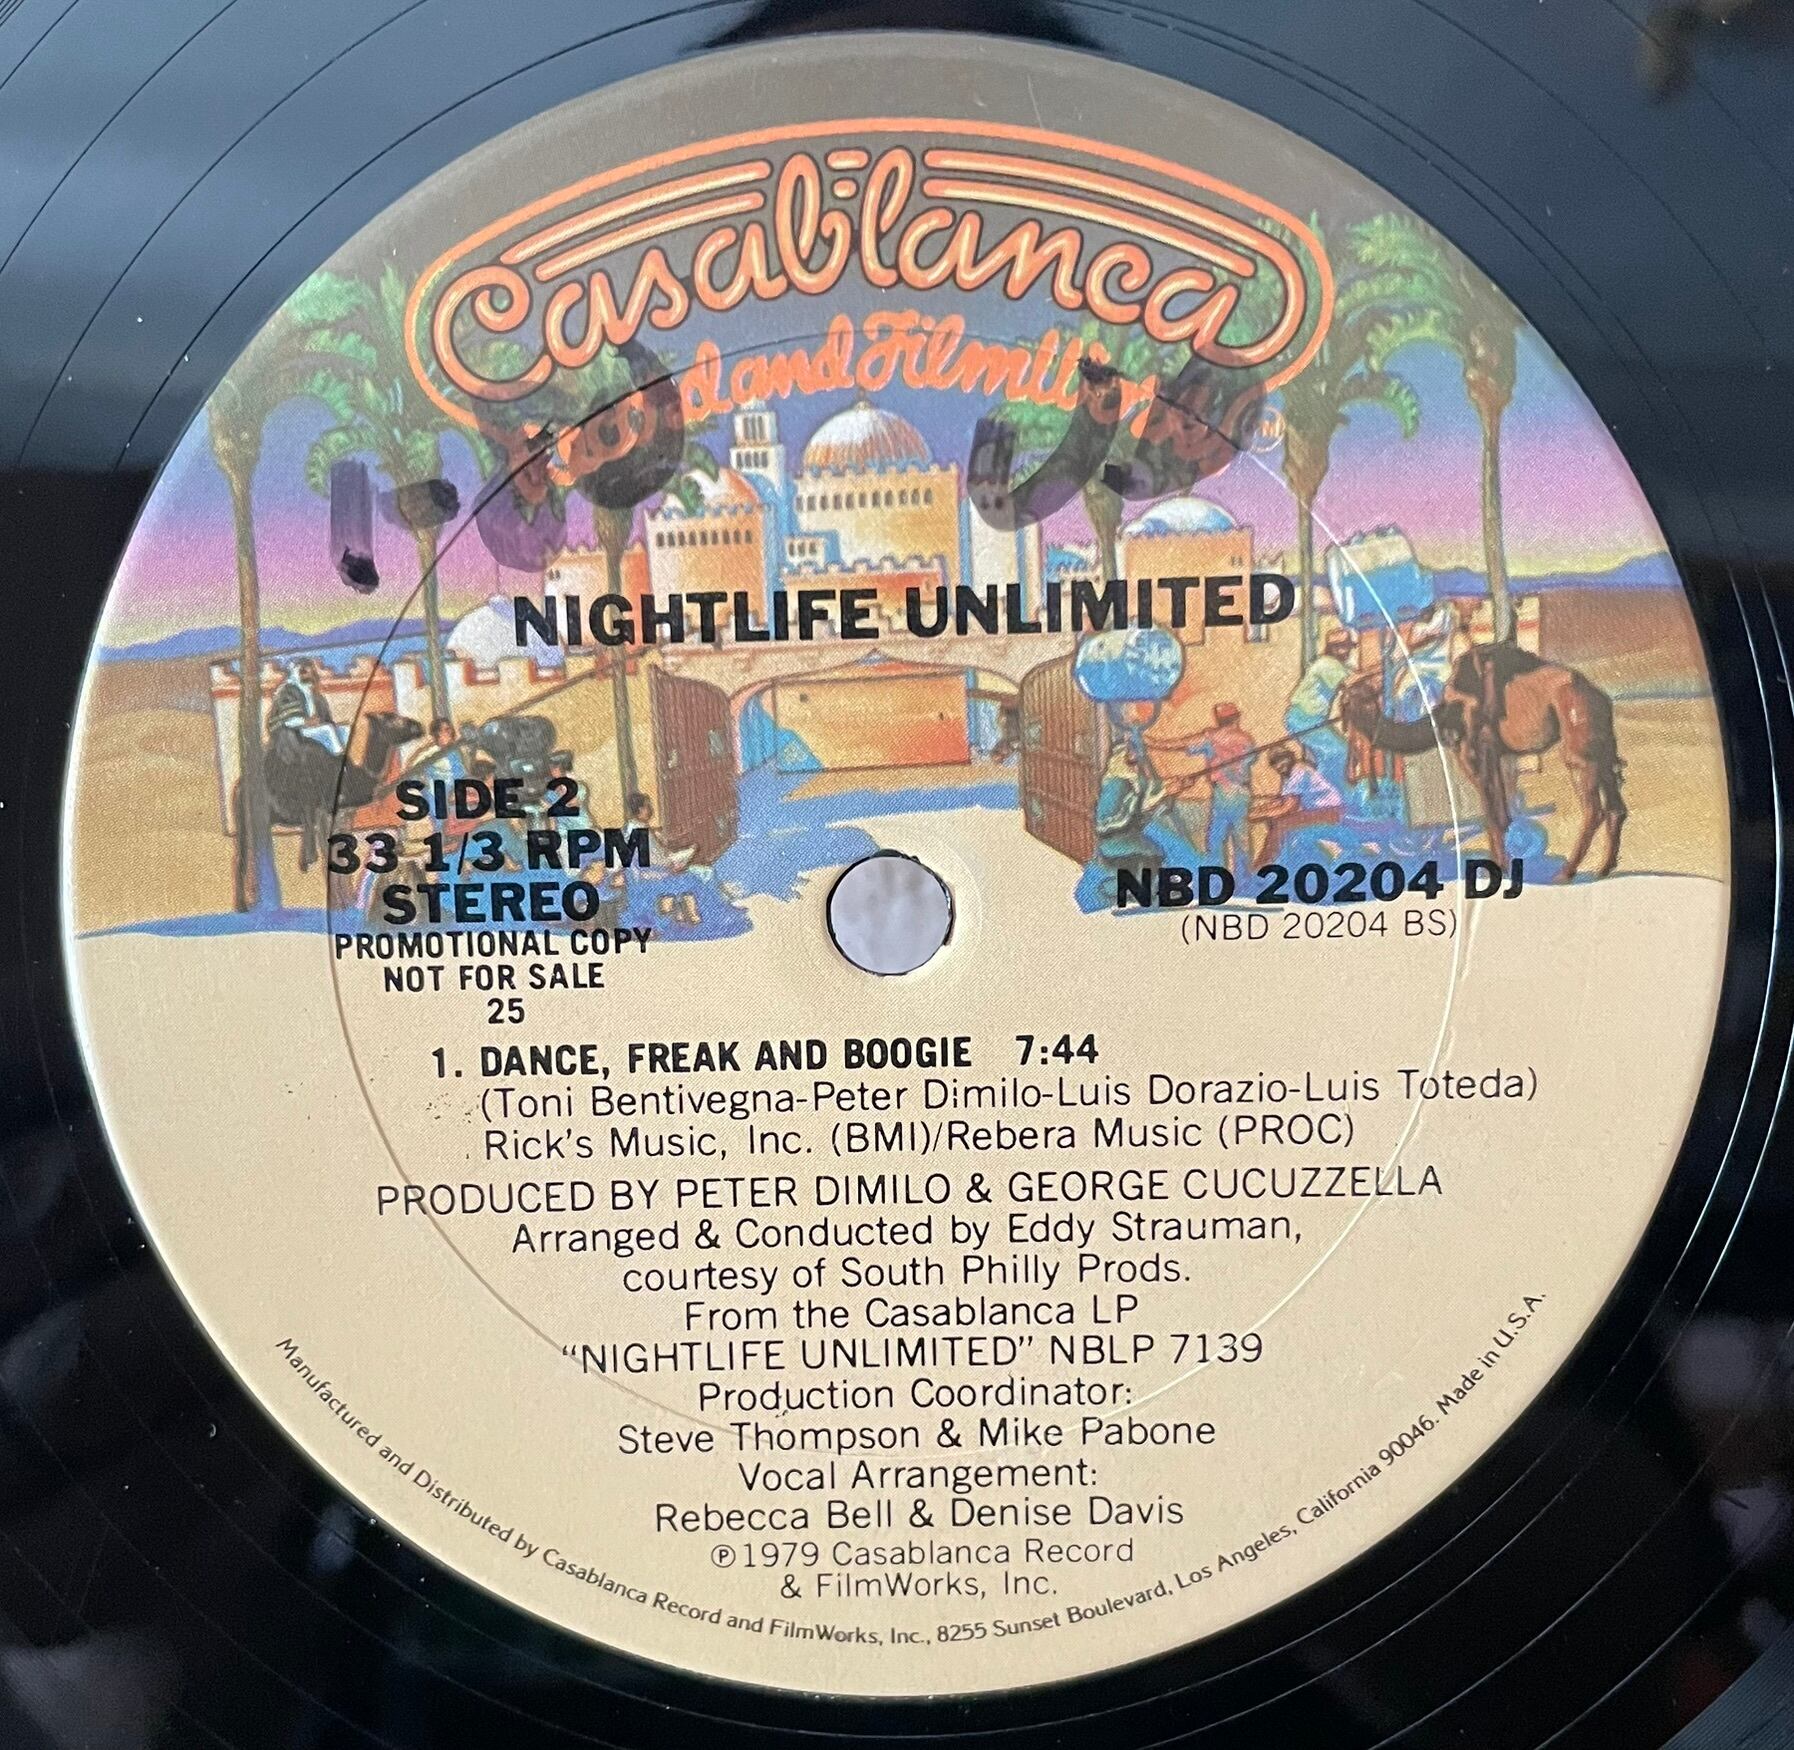 Casablanca
Record and FilmWorks
NIGHTLIFE UNLIMITED
SIDE 2
33 1/3 RPM
STEREO
PROMOTIONAL COPY
NOT FOR SALE
25
NBD 20204 DJ
(NBD 20204 BS)
1. DANCE, FREAK AND BOOGIE 7:44
(Toni Bentivegna-Peter Dimilo-Luis Dorazio-Luis Toteda)
Rick's Music, Inc. (BMI)/Rebera Music (PROC)
PRODUCED BY PETER DIMILO & GEORGE CUCUZZELLA
Arranged & Conducted by Eddy Strauman,
courtesy of South Philly Prods.
From the Casablanca LP
“NIGHTLIFE UNLIMITED” NBLP 7139
Production Coordinator:
Steve Thompson & Mike Pabone
Vocal Arrangement:
Rebecca Bell & Denise Davis
℗1979 Casablanca Record
& FilmWorks, Inc.
Manufactured and Distributed by Casablanca Record and FilmWorks, Inc., 8255 Sunset Boulevard, Los Angeles, California 90046. Made in U.S.A.